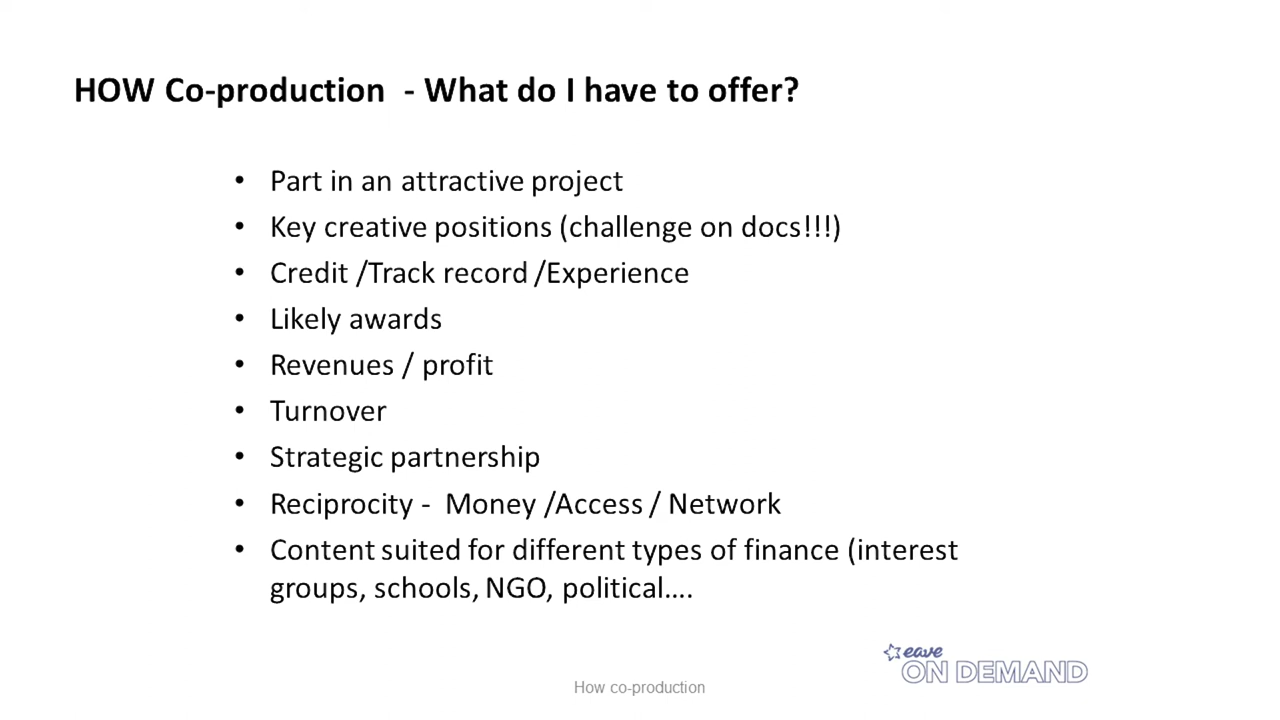 HOW Co-production - What do I have to offer?
• Part in an attractive project
• Key creative positions (challenge on docs!!!)
• Credit /Track record /Experience
• Likely awards
• Revenues / profit
• Turnover
• Strategic partnership
• Reciprocity - Money /Access / Network
• Content suited for different types of finance (interest
groups, schools, NGO, political....
eave
ON DEMAND
How co-production